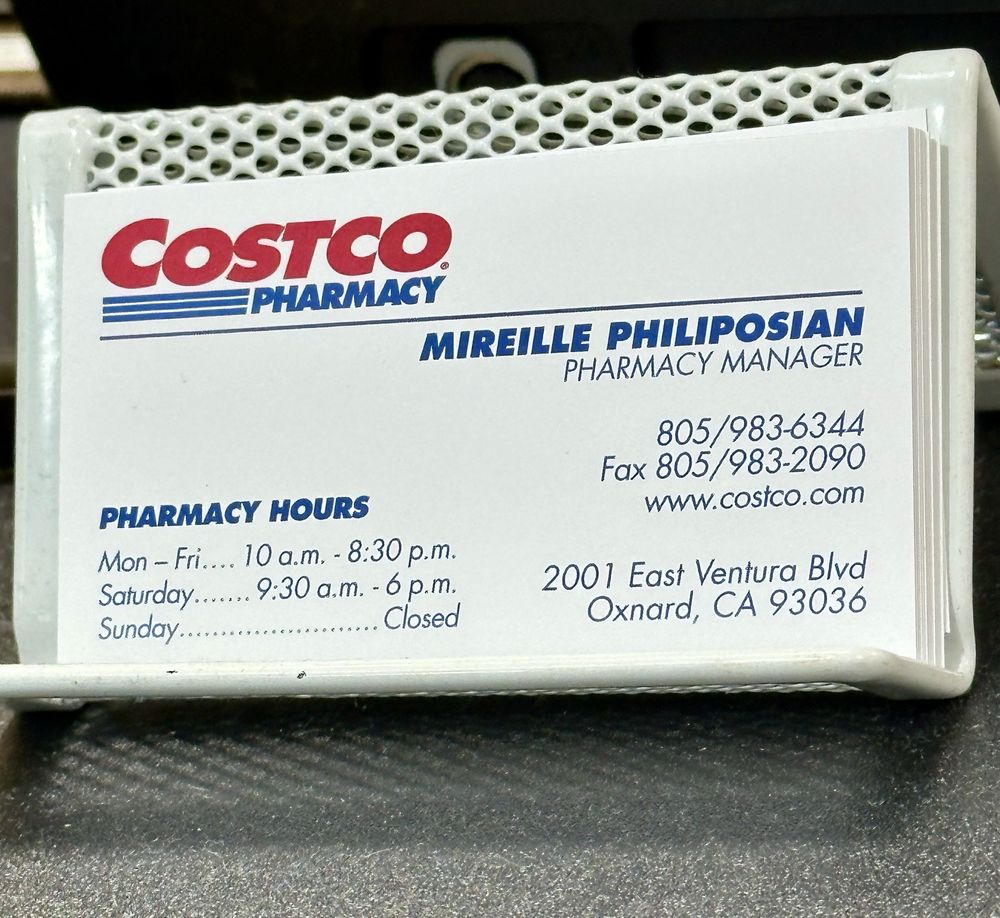 COSTCO®
PHARMACY
MIREILLE PHILIPOSIAN
PHARMACY MANAGER
805/983-6344
Fax 805/983-2090
www.costco.com
PHARMACY HOURS
Mon – Fri.... 10 a.m. - 8:30 p.m.
Saturday....... 9:30 a.m. - 6 p.m.
Sunday......................... Closed
2001 East Ventura Blvd
Oxnard, CA 93036